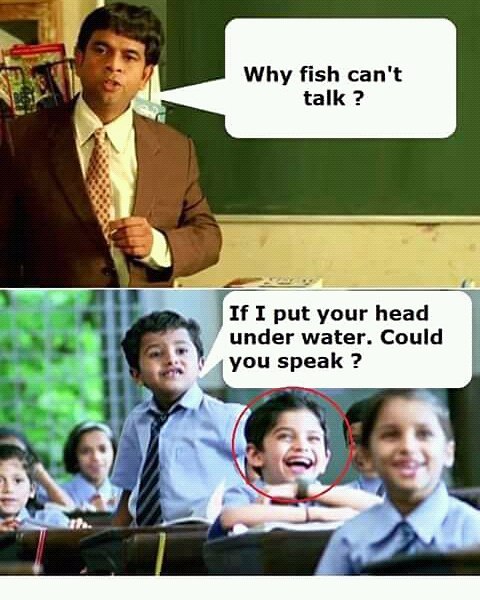 Why fish can't
talk ?
If I put your head
under water. Could
you speak ?